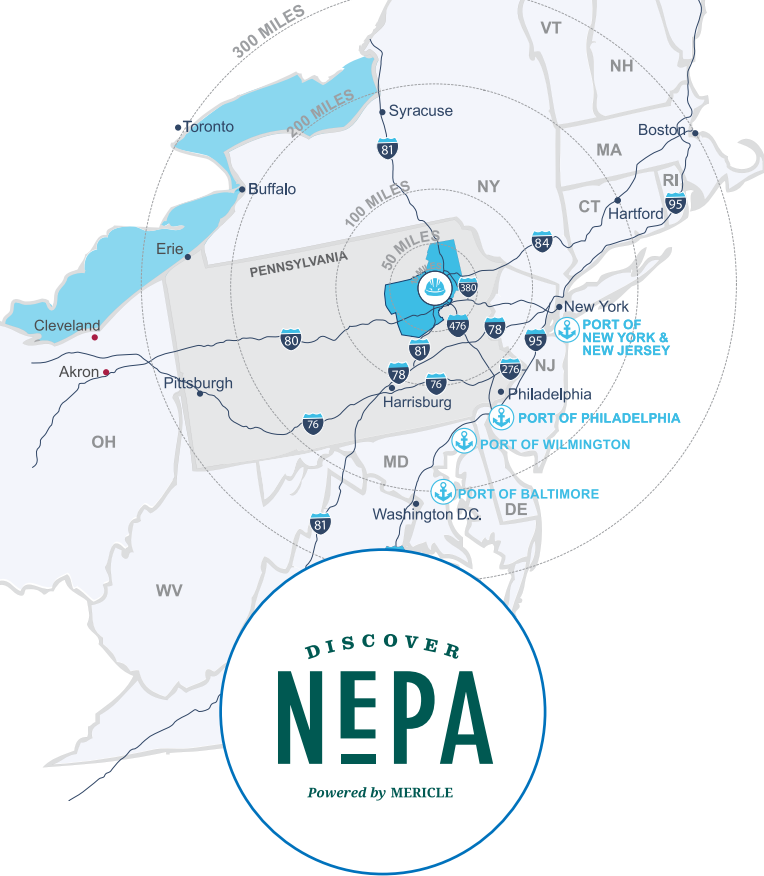 300 MILES
VT
NH
200 MILES
Syracuse
Toronto
Boston
81
MA
RI
NY
Buffalo
100 MILES
CT
Hartford
95
50 MILES
84
Erie
PENNSYLVANIA
380
New York
Cleveland
476
78
PORT OF
NEW YORK &
NEW JERSEY
80
95
81
NJ
Akron
78
276
Pittsburgh
76
Philadelphia
Harrisburg
PORT OF PHILADELPHIA
76
OH
PORT OF WILMINGTON
MD
PORT OF BALTIMORE
Washington D.C.
DE
81
WV
DISCOVER
NEPA
Powered by MERICLE